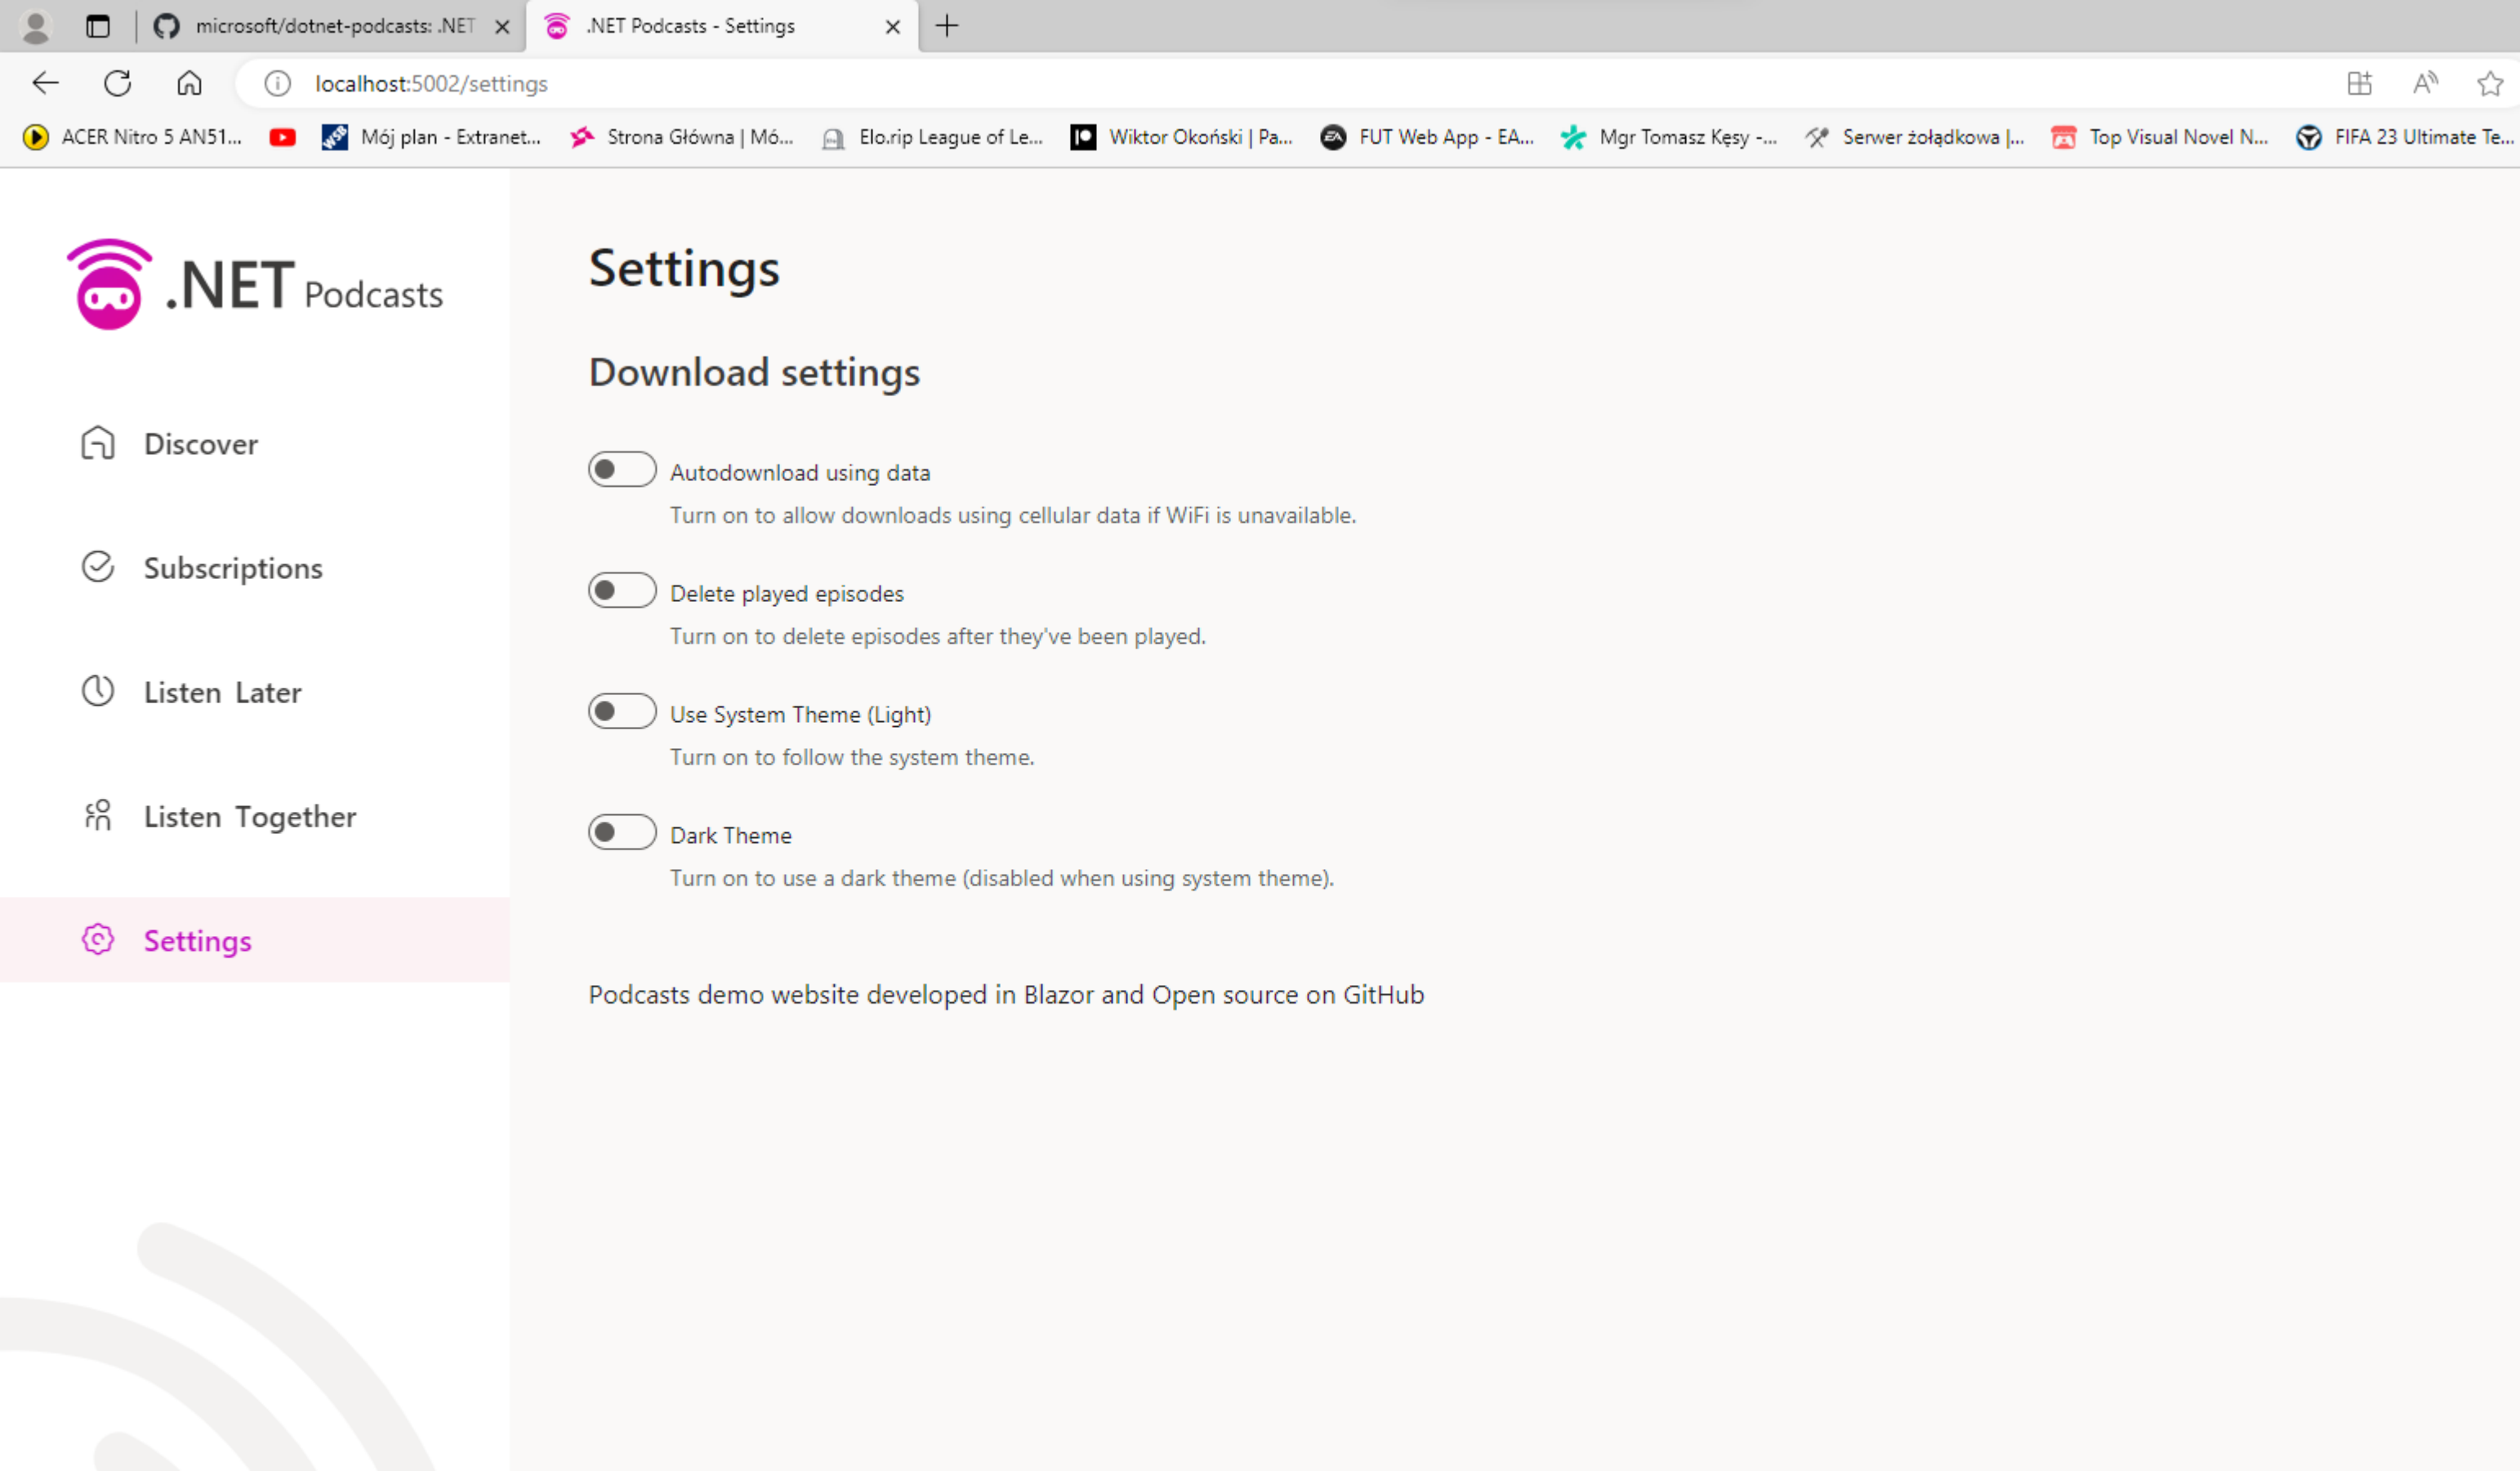 microsoft/dotnet-podcasts: .NET
.NET Podcasts - Settings
localhost:5002/settings
ACER Nitro 5 AN51...
Mój plan - Extranet...
Strona Główna | Mó...
Elo.rip League of Le...
Wiktor Okoński | Pa...
FUT Web App - EA...
Mgr Tomasz Kęsy -...
Serwer żołądkowa |...
Top Visual Novel N...
FIFA 23 Ultimate Te...
.NET Podcasts
Discover
Subscriptions
Listen Later
Listen Together
Settings
Settings
Download settings
Autodownload using data
Turn on to allow downloads using cellular data if WiFi is unavailable.
Delete played episodes
Turn on to delete episodes after they've been played.
Use System Theme (Light)
Turn on to follow the system theme.
Dark Theme
Turn on to use a dark theme (disabled when using system theme).
Podcasts demo website developed in Blazor and Open source on GitHub